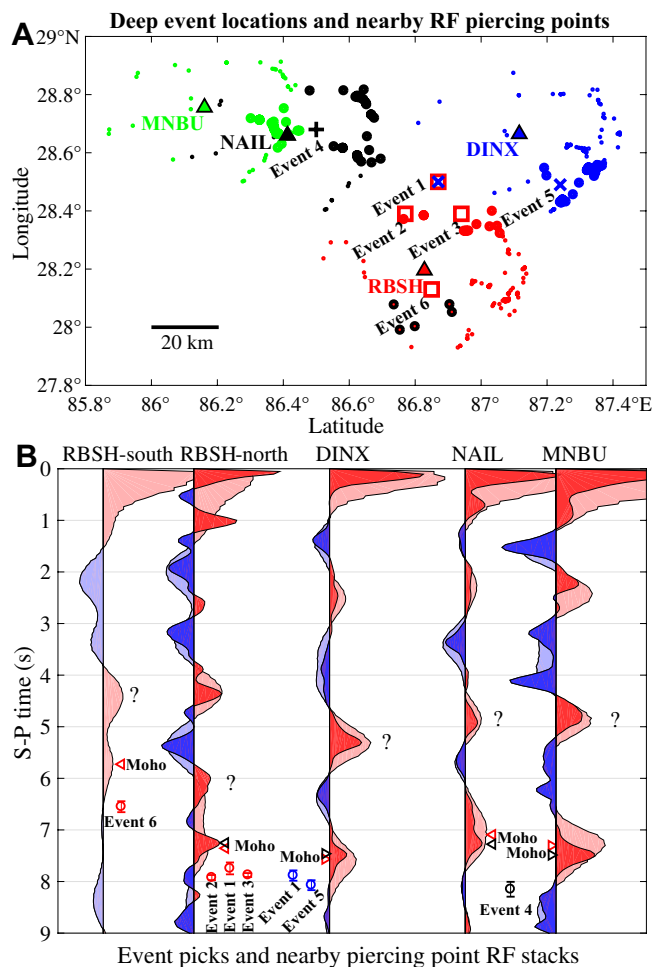 Deep event locations and nearby RF piercing points
A
29°N
28.8°
28.6°
28.4°
28.2°
28°
27.8°
Longitude
MNBU
NAIL
Event 4
DINX
Event 1
Event 5
Event 2
Event 3
RBSH
Event 6
20 km
85.8°
86°
86.2°
86.4°
86.6°
86.8°
87°
87.2°
87.4°E
Latitude
B
RBSH-south
RBSH-north
DINX
NAIL
MNBU
0
1
2
3
4
5
6
7
8
9
S-P time (s)
?
?
?
?
?
Moho
Event 6
Moho
Event 2
Event 1
Event 3
Moho
Event 1
Event 5
Moho
Event 4
Moho
Event picks and nearby piercing point RF stacks